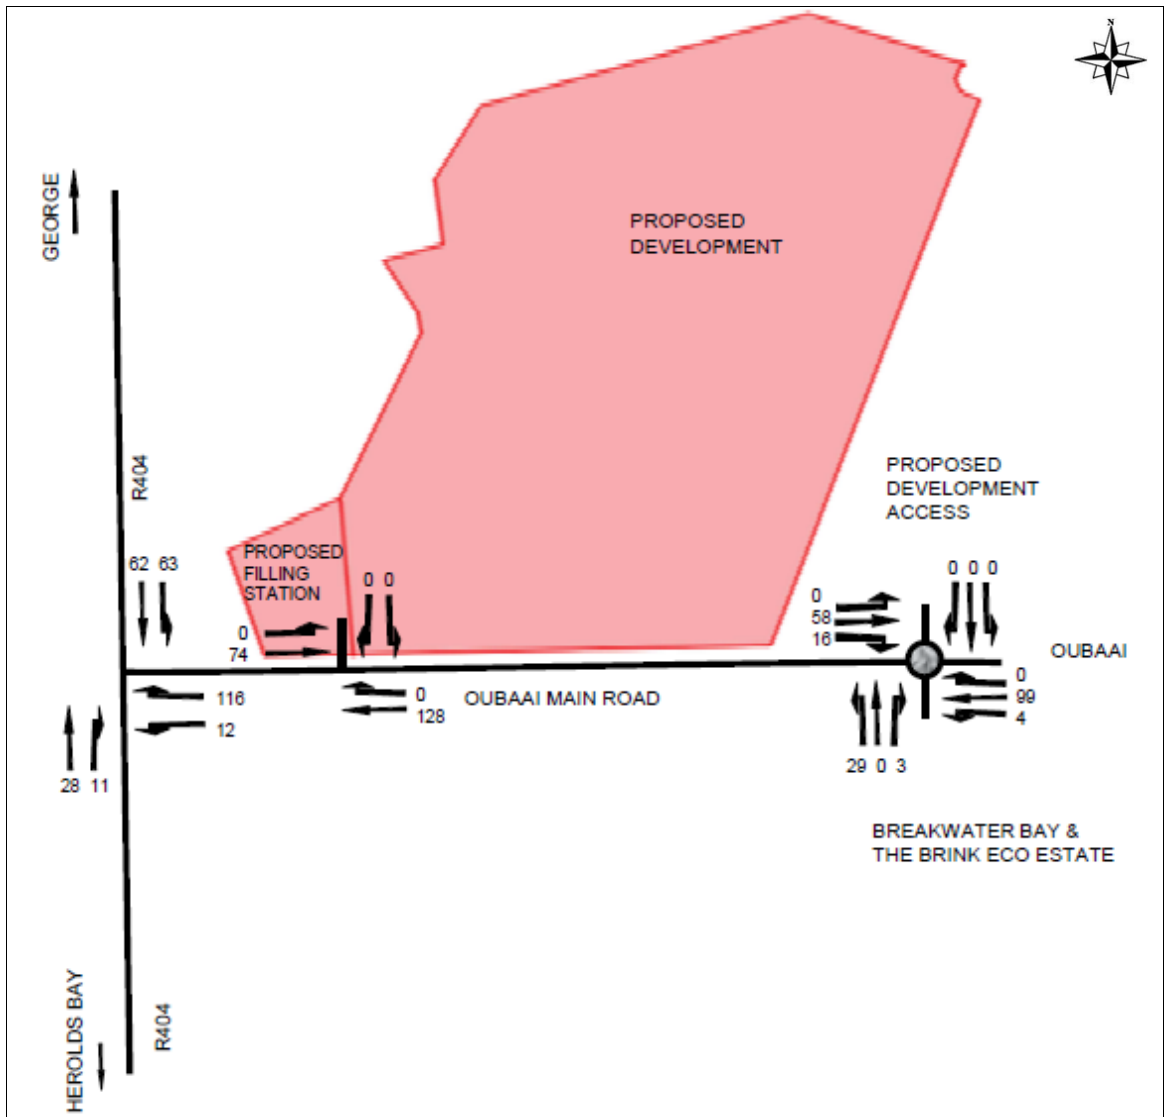 N
GEORGE
PROPOSED
DEVELOPMENT
R404
PROPOSED
DEVELOPMENT
ACCESS
62 63
PROPOSED
FILLING
STATION
0 0
0 0 0
0
58
16
0
74
OUBAAI
116
12
0
128
OUBAAI MAIN ROAD
0
99
4
28 11
29 0 3
BREAKWATER BAY &
THE BRINK ECO ESTATE
HEROLDS BAY
R404